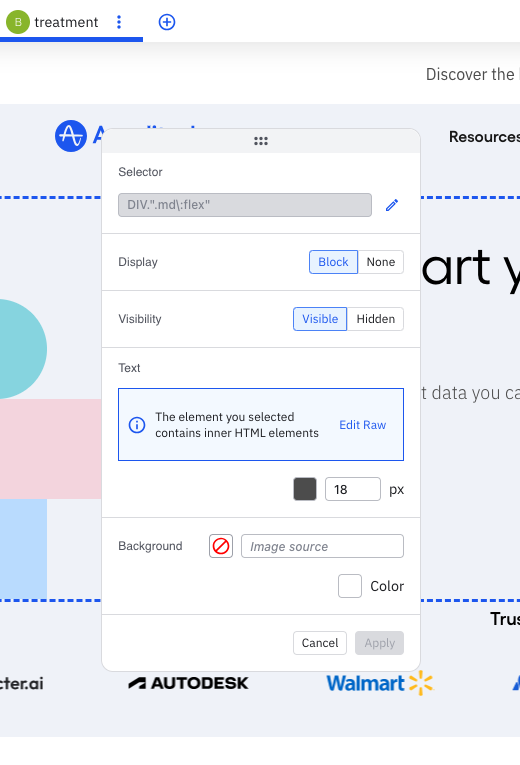 B treatment
Discover the
Resources
Selector
DIV.".md\:flex"
Display Block None
art y
Visibility Visible Hidden
Text
t data you ca
The element you selected
contains inner HTML elements
Edit Raw
18 px
Background Image source
Color
Trus
Cancel Apply
cter.ai AUTODESK Walmart